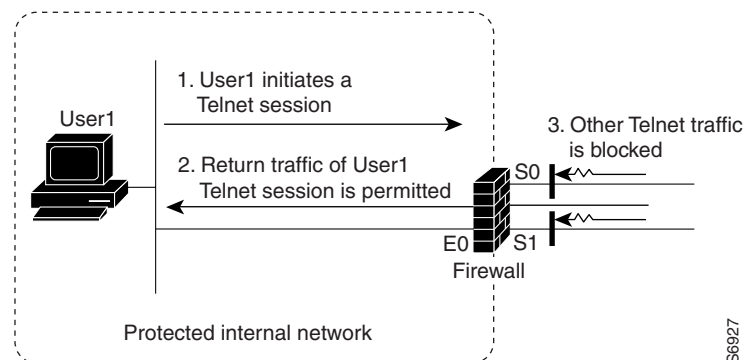 1. User1 initiates a
Telnet session
User1
3. Other Telnet traffic
is blocked
2. Return traffic of User1
Telnet session is permitted
S0
E0
S1
Firewall
Protected internal network
S6927